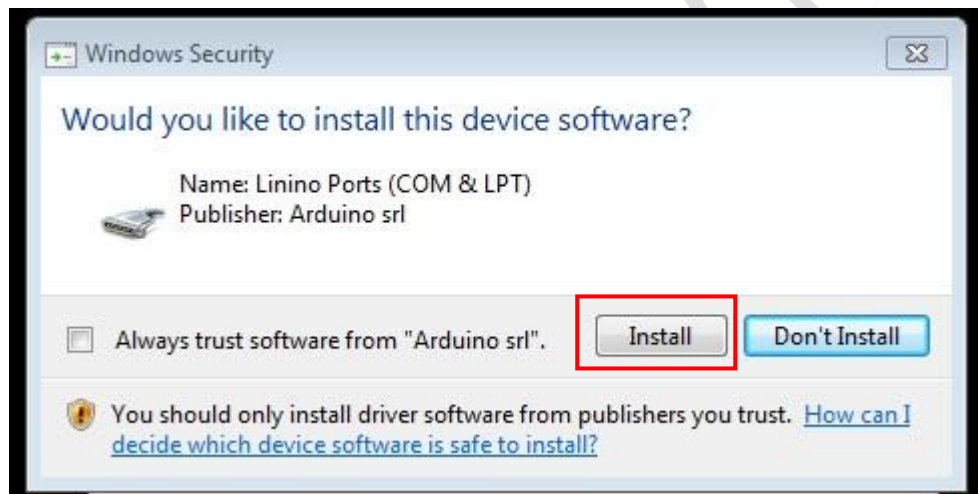 Windows Security
Would you like to install this device software?
Name: Linino Ports (COM & LPT)
Publisher: Arduino srl
Always trust software from "Arduino srl".
Install
Don't Install
You should only install driver software from publishers you trust. How can I
decide which device software is safe to install?